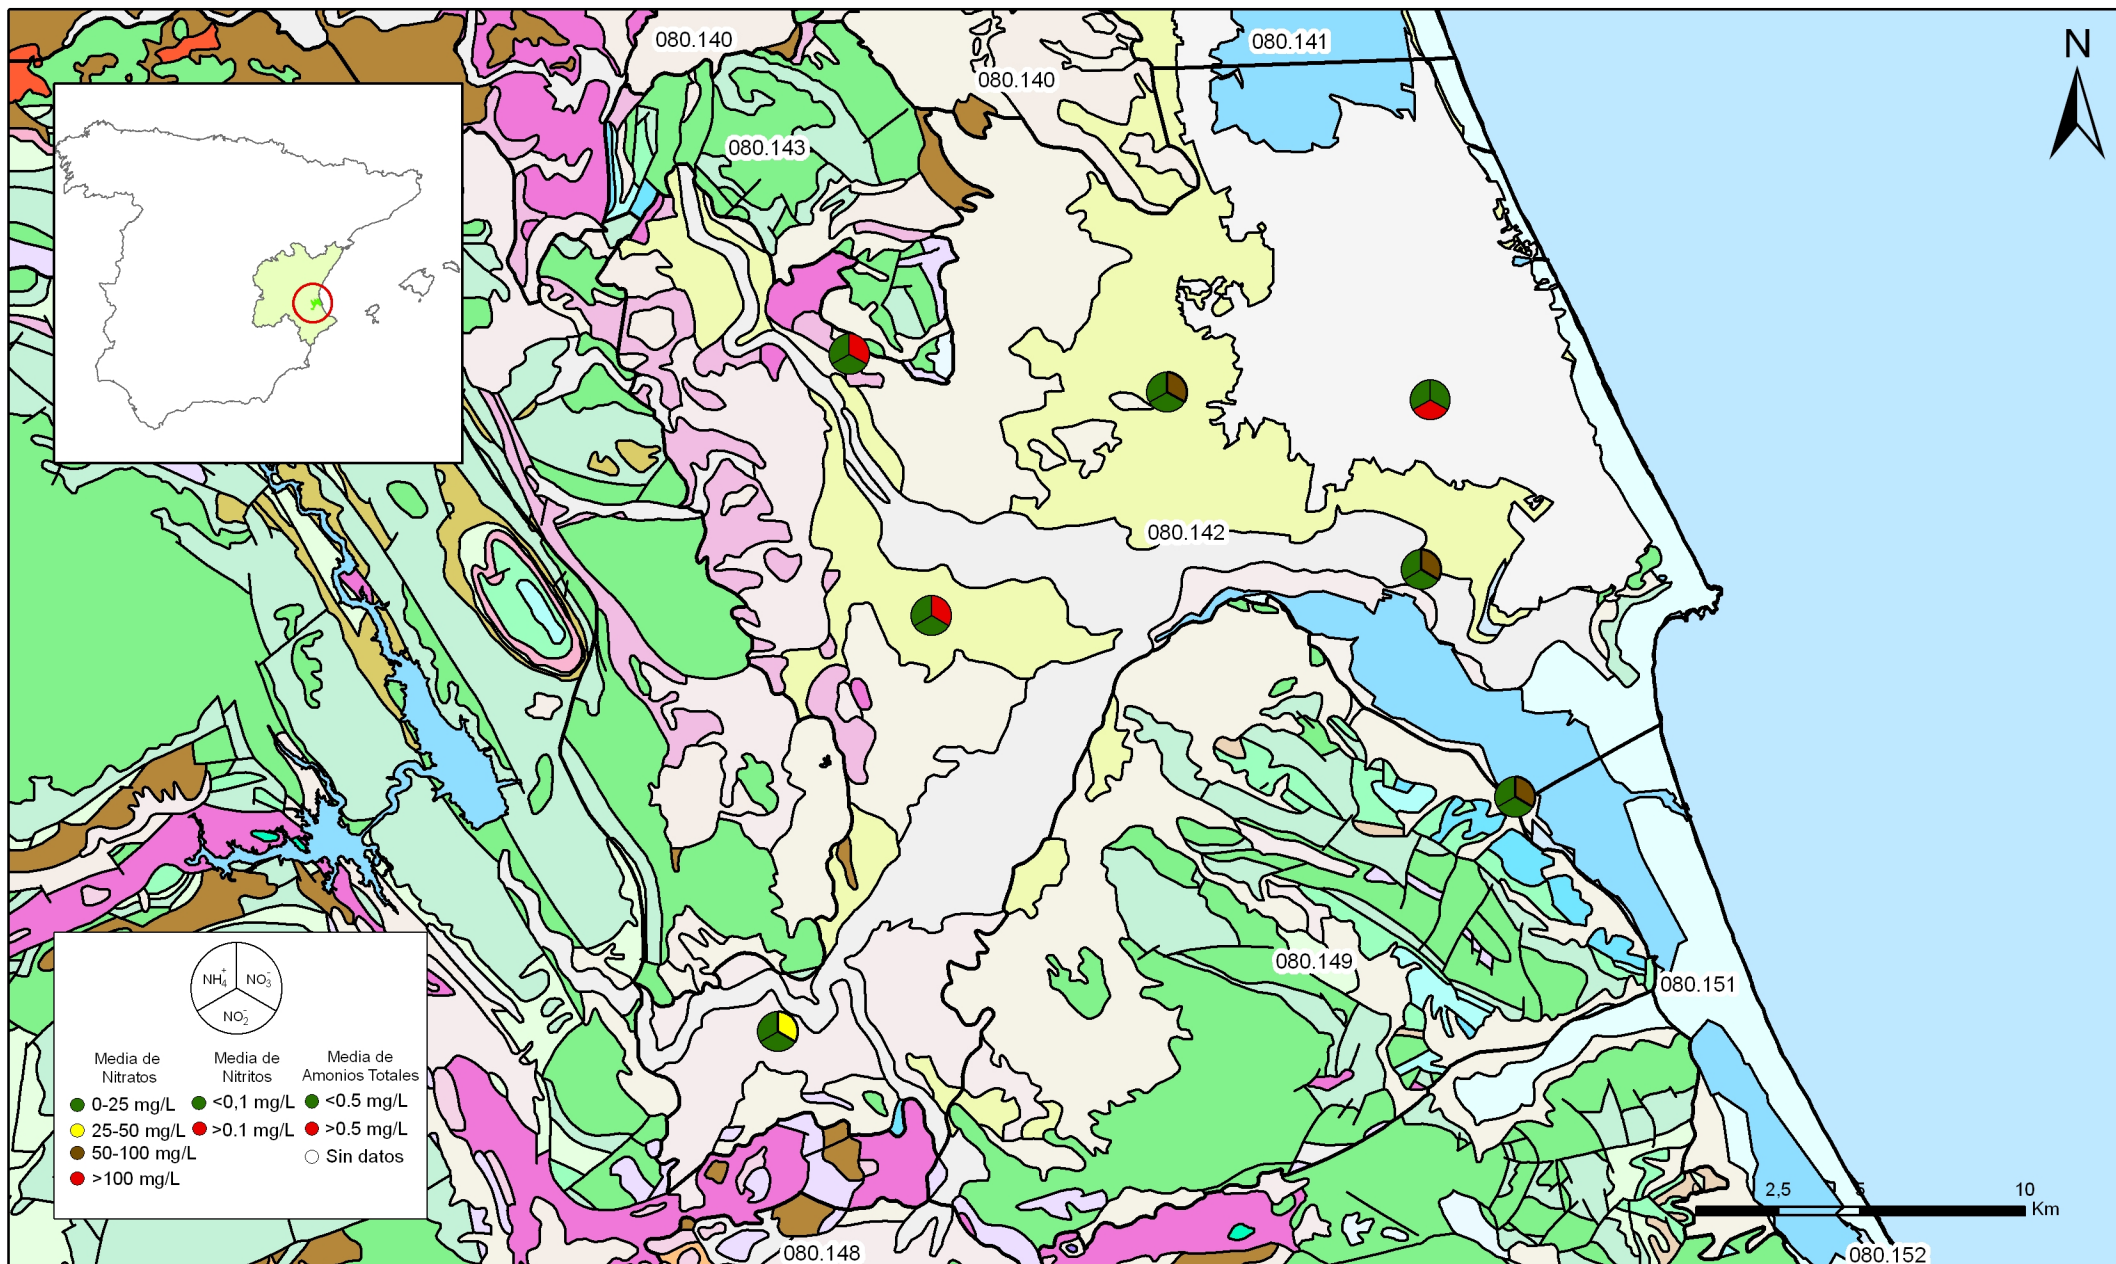 080.140
080.141
N
080.140
080.143
080.142
080.149
080.151
NH4+
NO3-
NO2-
Media de
Nitratos
Media de
Nitritos
Media de
Amonios Totales
0-25 mg/L
<0,1 mg/L
<0.5 mg/L
25-50 mg/L
>0.1 mg/L
>0.5 mg/L
50-100 mg/L
Sin datos
>100 mg/L
2,5
5
10
Km
080.148
080.152